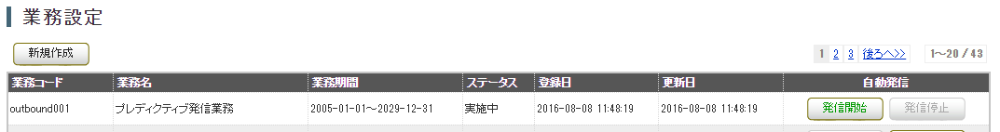 業務設定
新規作成 1 2 3 後ろへ>> 1～20 / 43
業務コード 業務名 業務期間 ステータス 登録日 更新日 自動発信
outbound001 プレディクティブ発信業務 2005-01-01～2029-12-31 実施中 2016-08-08 11:48:19 2016-08-08 11:48:19 発信開始 発信停止